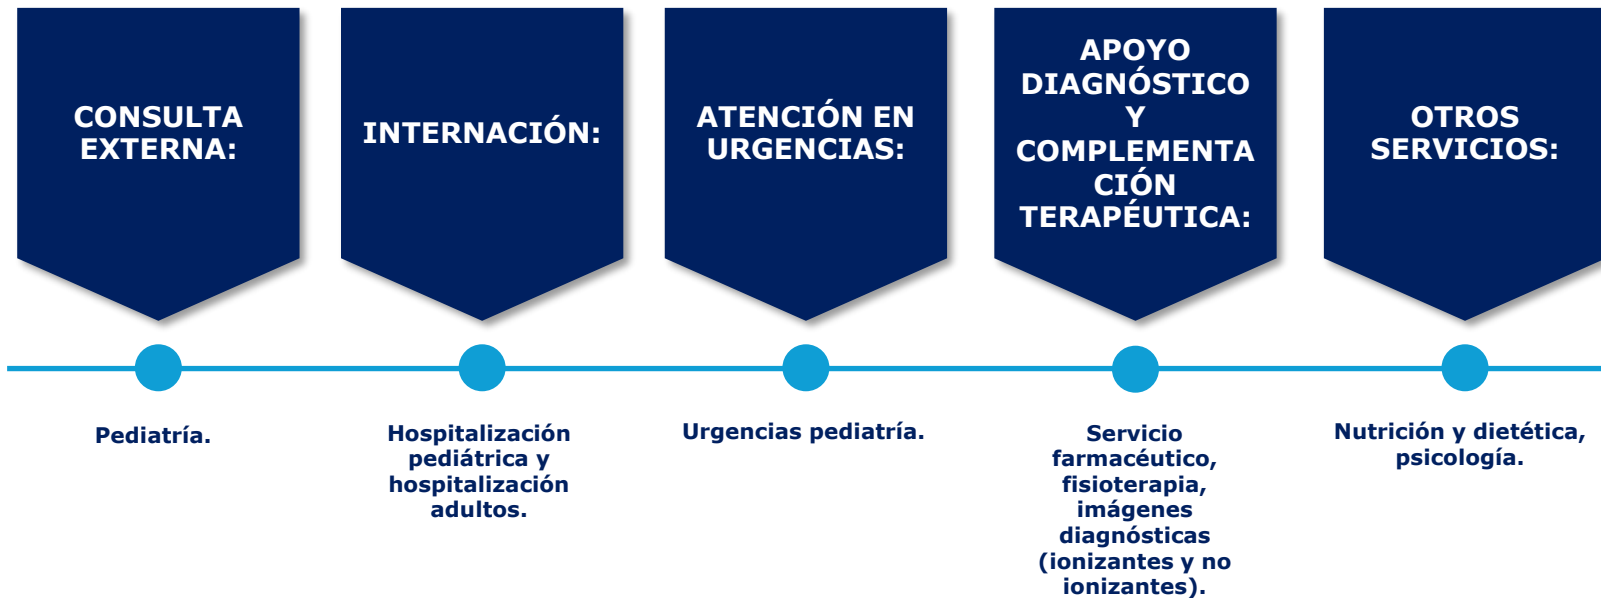 CONSULTA
EXTERNA:
INTERNACIÓN:
ATENCIÓN EN
URGENCIAS:
APOYO
DIAGNÓSTICO
Y
COMPLEMENTA
CIÓN
TERAPÉUTICA:
OTROS
SERVICIOS:
Pediatría.
Hospitalización
pediátrica y
hospitalización
adultos.
Urgencias pediatría.
Servicio
farmacéutico,
fisioterapia,
imágenes
diagnósticas
(ionizantes y no
ionizantes).
Nutrición y dietética,
psicología.